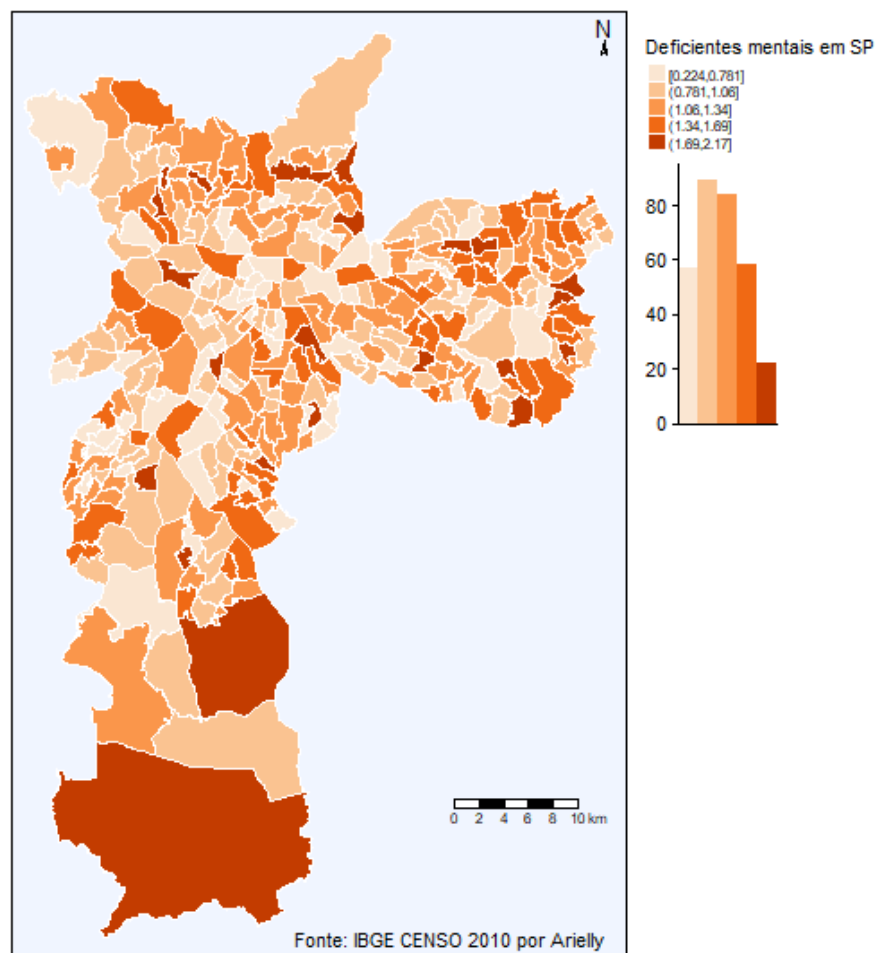 N
Deficientes mentais em SP
[0.224,0.781]
(0.781,1.06]
(1.06,1.34]
(1.34,1.69]
(1.69,2.17]
80
60
40
20
0
0 2 4 6 8 10 km
Fonte: IBGE CENSO 2010 por Arielly